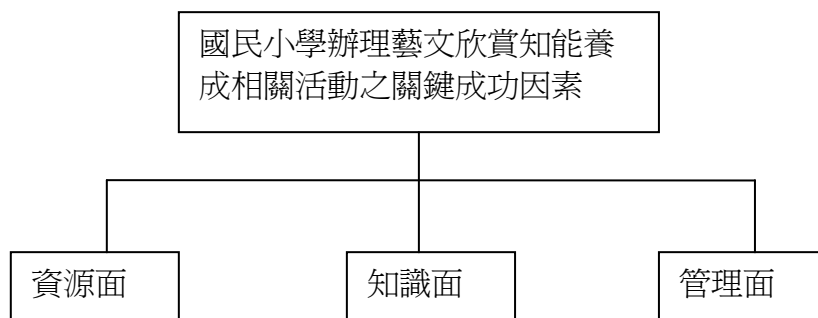 國民小學辦理藝文欣賞知能養
成相關活動之關鍵成功因素
資源面
知識面
管理面